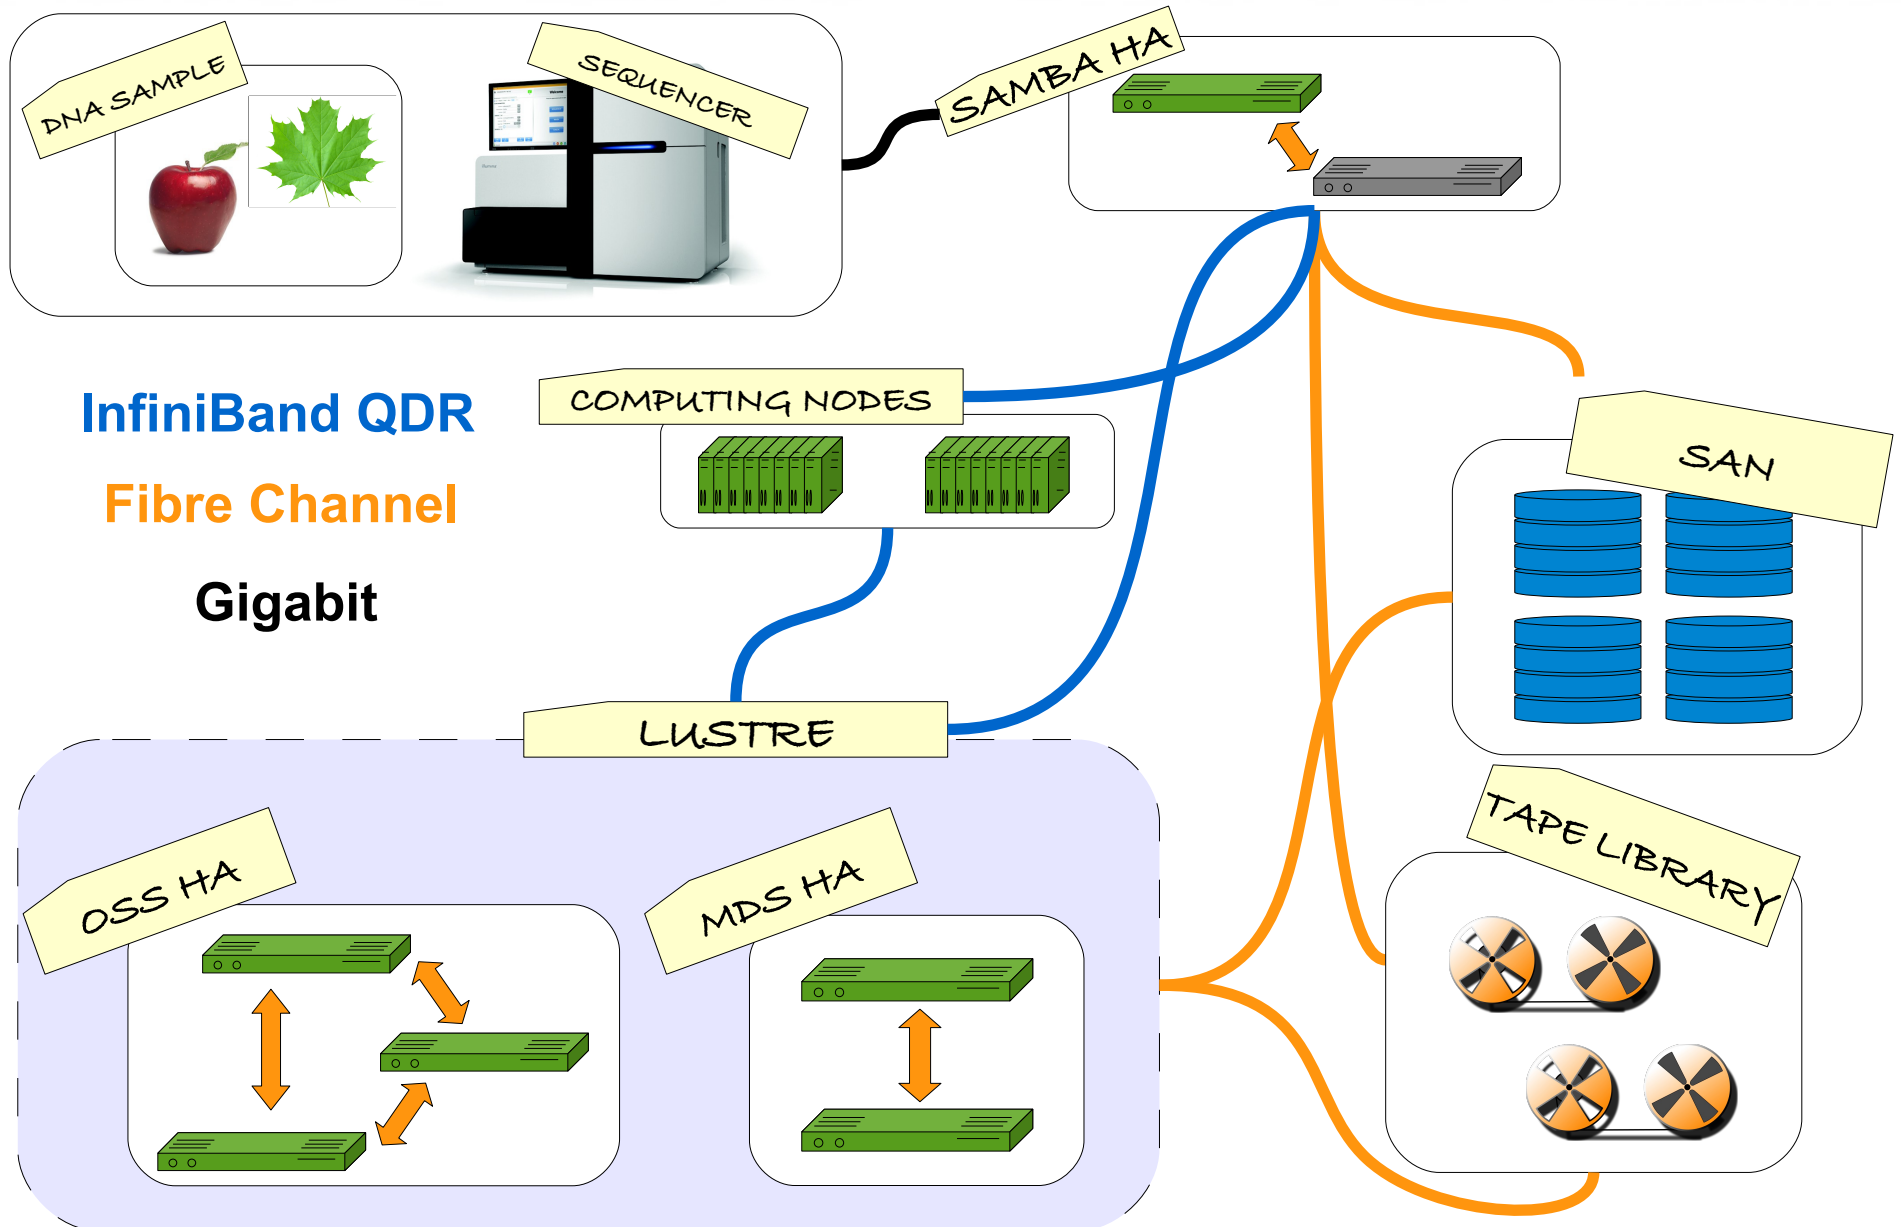 DNA SAMPLE
SEQUENCER
SAMBA HA
InfiniBand QDR
Fibre Channel
Gigabit
COMPUTING NODES
SAN
LUSTRE
TAPE LIBRARY
OSS HA
MDS HA